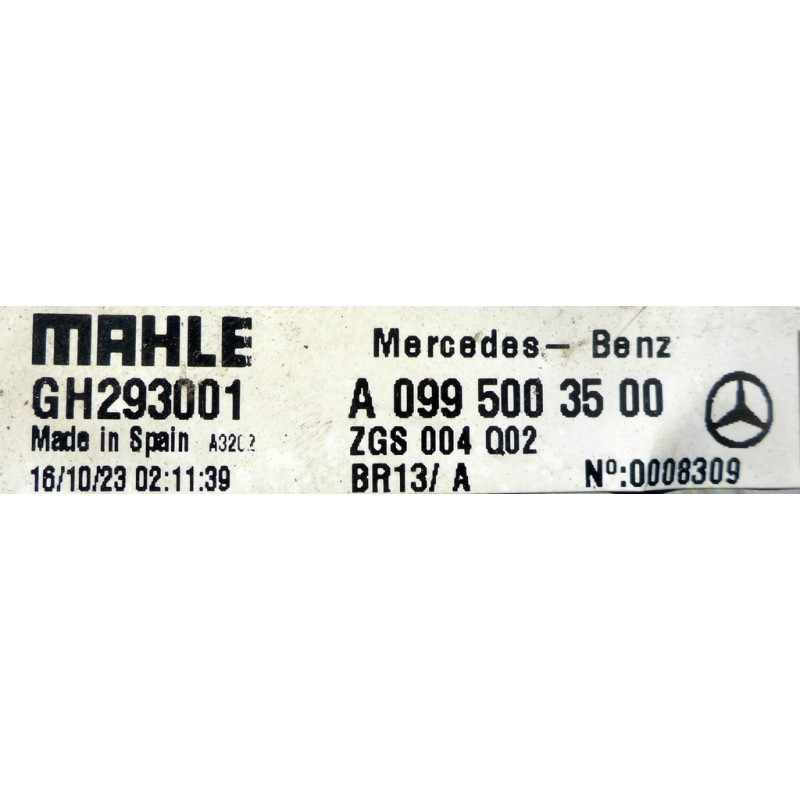 MAHLE
GH293001
Made in Spain
16/10/23 02:11:39
Mercedes-Benz
A 099 500 35 00
ZGS 004 Q02
BR13/ A
Nº:0008309